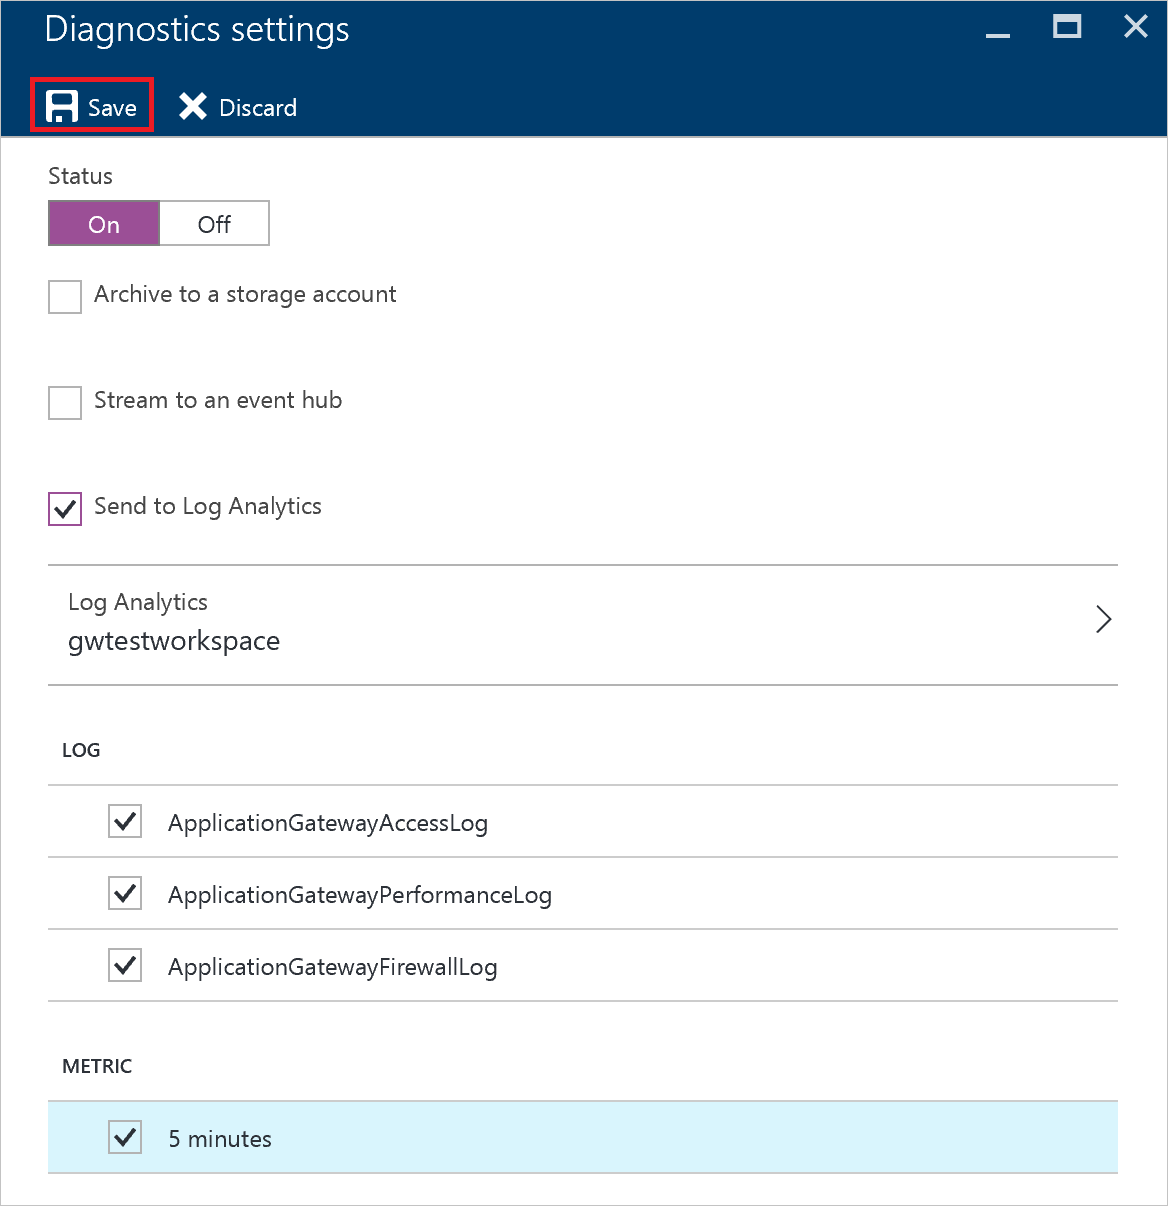 Diagnostics settings
Save Discard
Status
On Off
Archive to a storage account
Stream to an event hub
Send to Log Analytics
Log Analytics
gwtestworkspace
LOG
ApplicationGatewayAccessLog
ApplicationGatewayPerformanceLog
ApplicationGatewayFirewallLog
METRIC
5 minutes